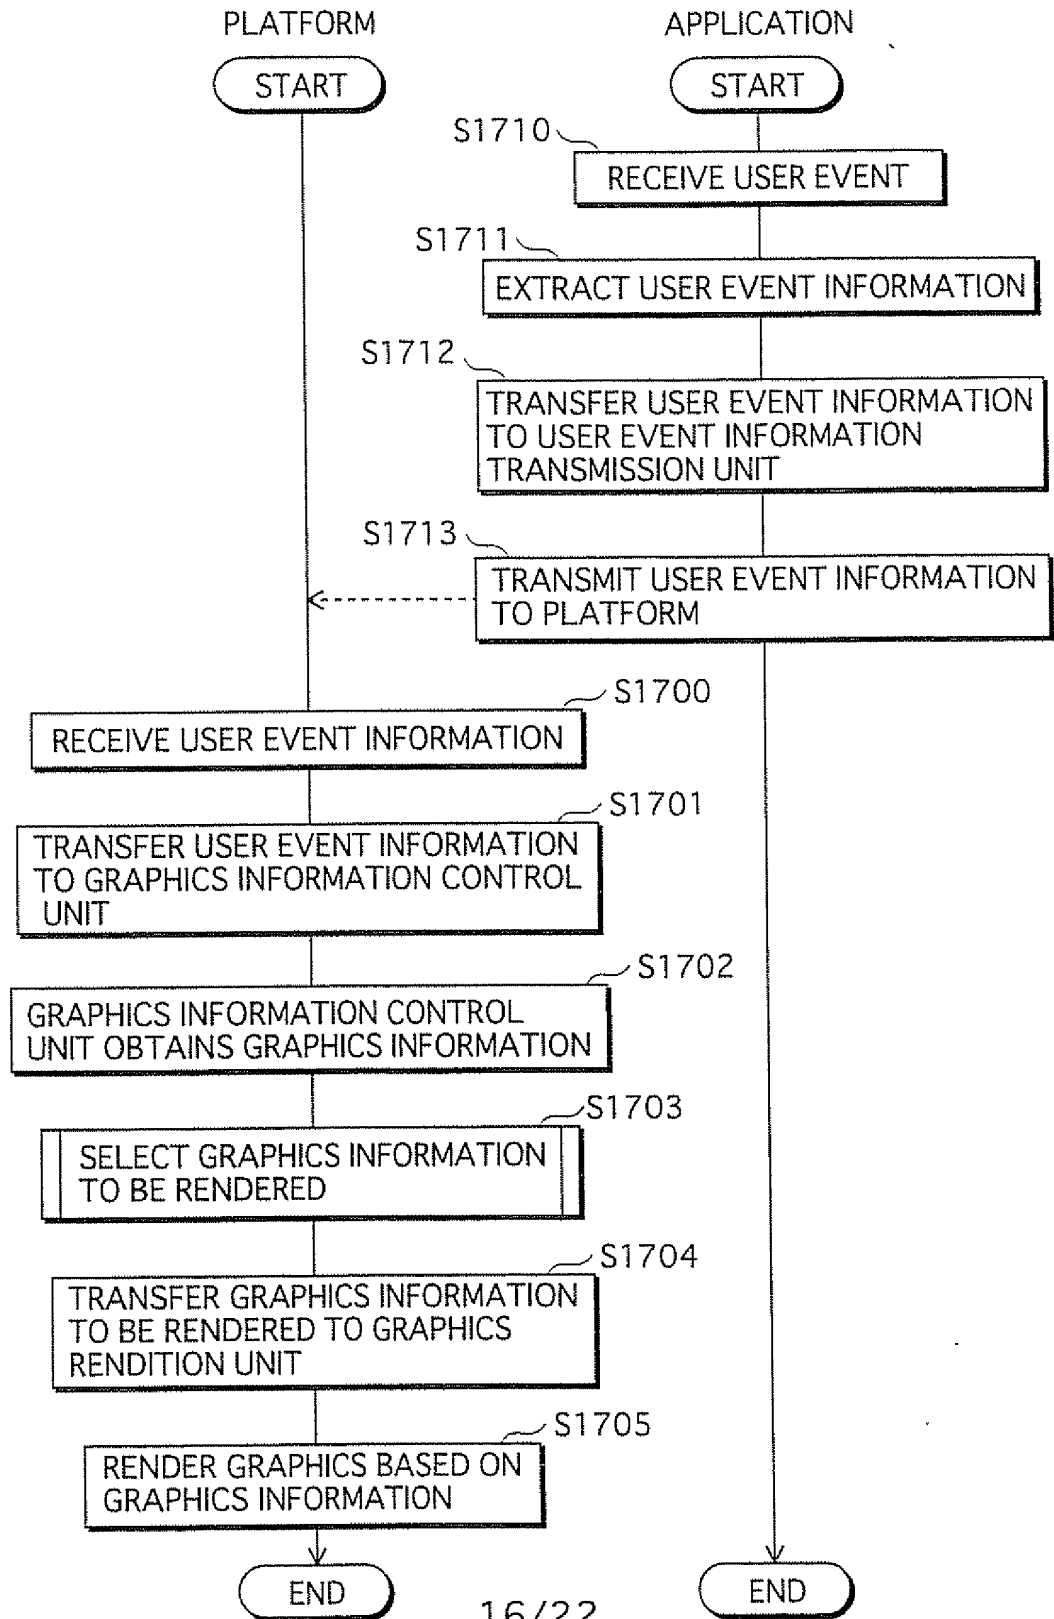 PLATFORM
APPLICATION
START
START
S1710
RECEIVE USER EVENT
S1711
EXTRACT USER EVENT INFORMATION
S1712
TRANSFER USER EVENT INFORMATION
TO USER EVENT INFORMATION
TRANSMISSION UNIT
S1713
TRANSMIT USER EVENT INFORMATION
TO PLATFORM
S1700
RECEIVE USER EVENT INFORMATION
S1701
TRANSFER USER EVENT INFORMATION
TO GRAPHICS INFORMATION CONTROL
UNIT
S1702
GRAPHICS INFORMATION CONTROL
UNIT OBTAINS GRAPHICS INFORMATION
S1703
SELECT GRAPHICS INFORMATION
TO BE RENDERED
S1704
TRANSFER GRAPHICS INFORMATION
TO BE RENDERED TO GRAPHICS
RENDITION UNIT
S1705
RENDER GRAPHICS BASED ON
GRAPHICS INFORMATION
END
END
16/22